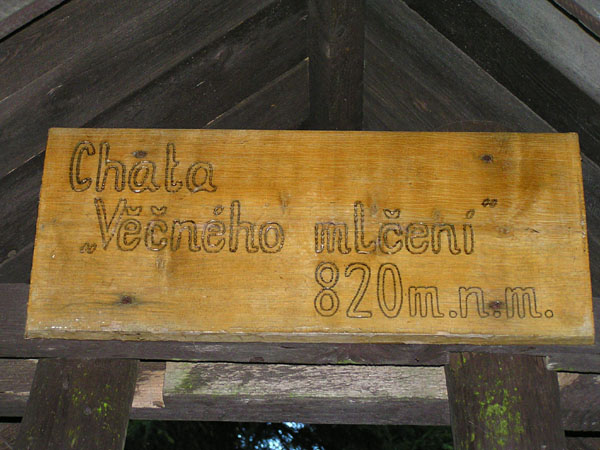 Chata
„Věčného mlčení“
820m.n.m.